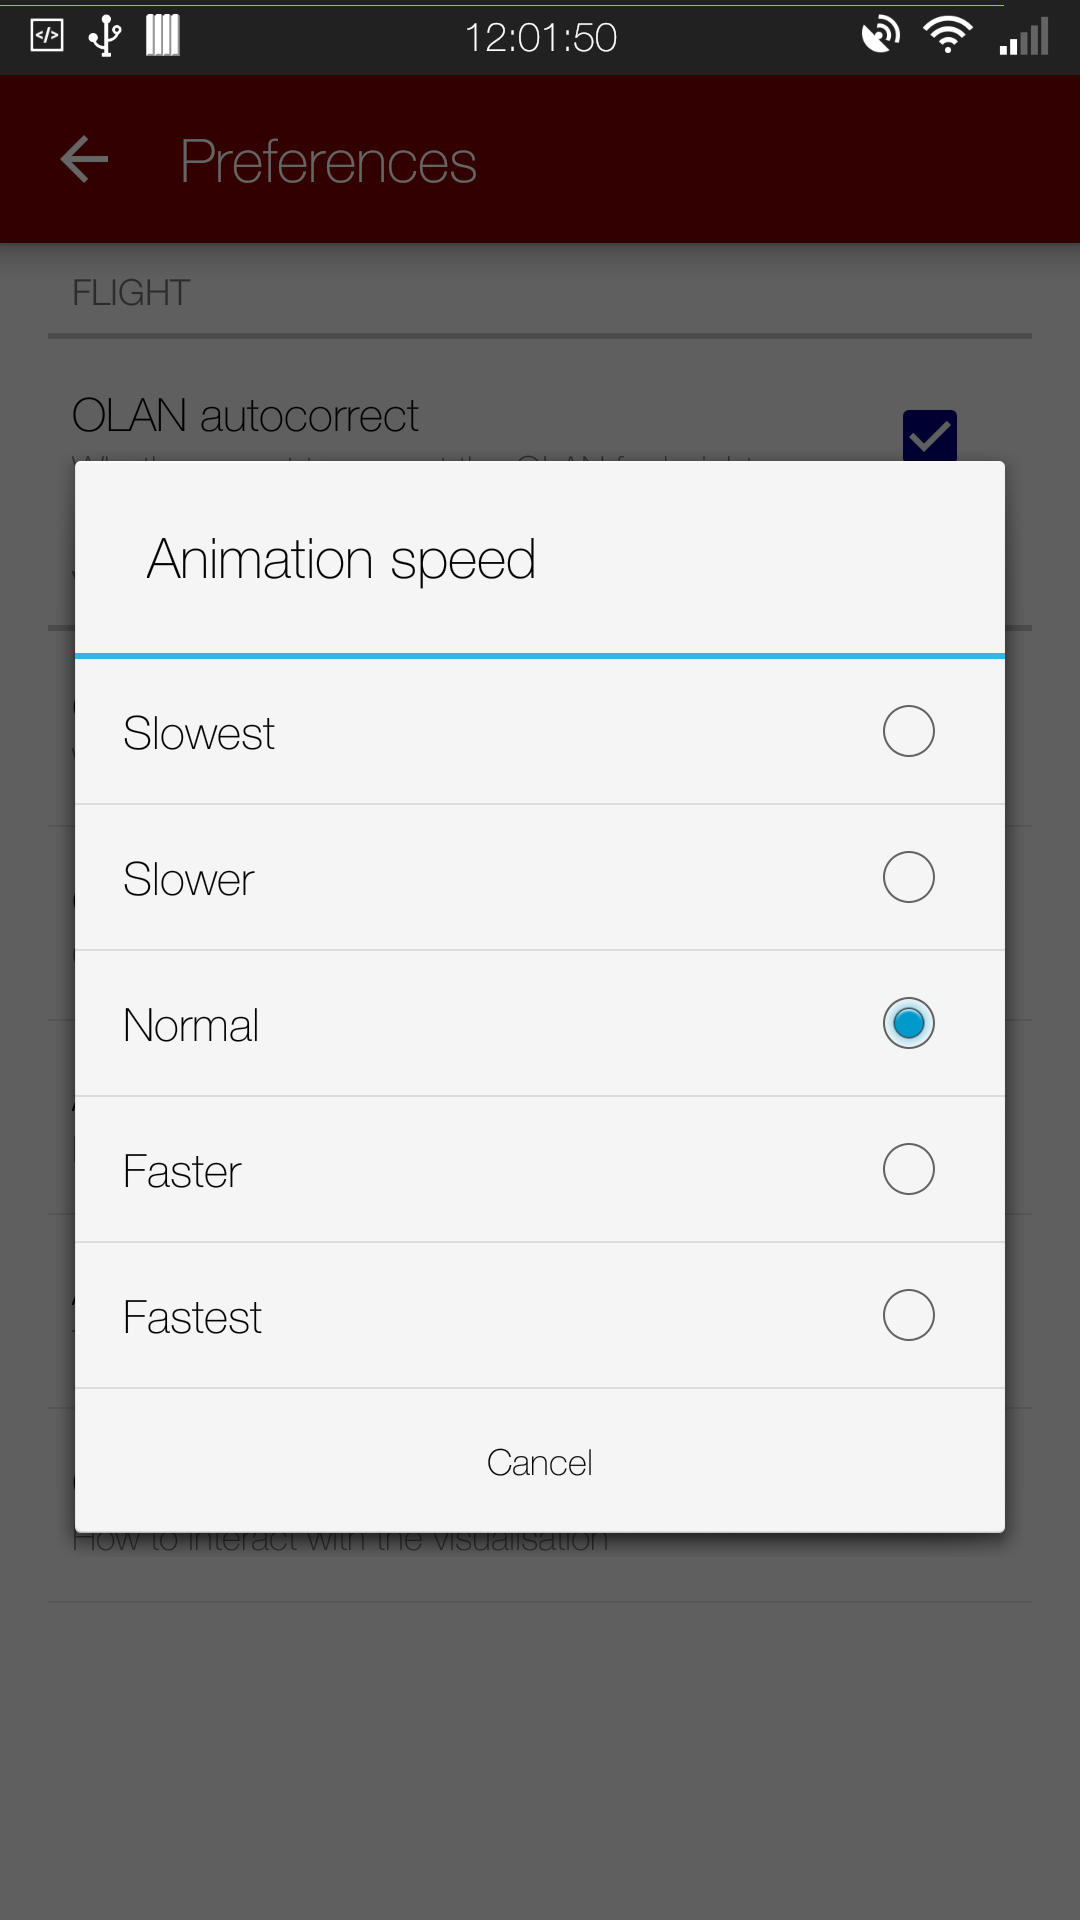 12:01:50
Preferences
FLIGHT
OLAN autocorrect
Animation speed
Slowest
Slower
Normal
Faster
Fastest
Cancel
How to interact with the visualisation